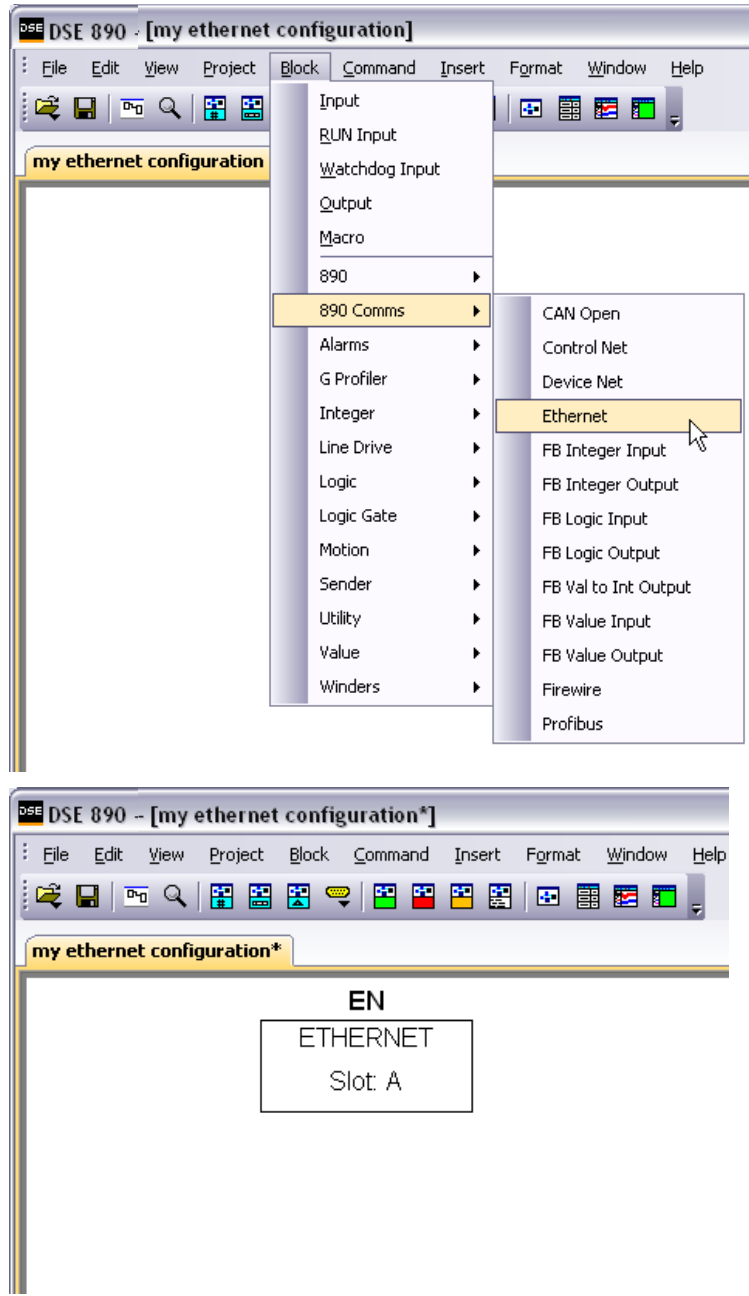 DSE DSE 890 - [my ethernet configuration]
File Edit View Project Block Command Insert Format Window Help
my ethernet configuration
Input
RUN Input
Watchdog Input
Output
Macro
890
890 Comms
Alarms
G Profiler
Integer
Line Drive
Logic
Logic Gate
Motion
Sender
Utility
Value
Winders
CAN Open
Control Net
Device Net
Ethernet
FB Integer Input
FB Integer Output
FB Logic Input
FB Logic Output
FB Val to Int Output
FB Value Input
FB Value Output
Firewire
Profibus
DSE DSE 890 -- [my ethernet configuration*]
File Edit View Project Block Command Insert Format Window Help
my ethernet configuration*
EN
ETHERNET
Slot: A